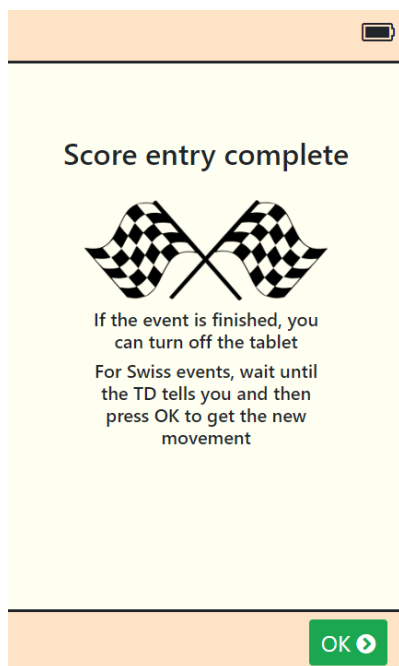 Score entry complete
If the event is finished, you
can turn off the tablet
For Swiss events, wait until
the TD tells you and then
press OK to get the new
movement
OK